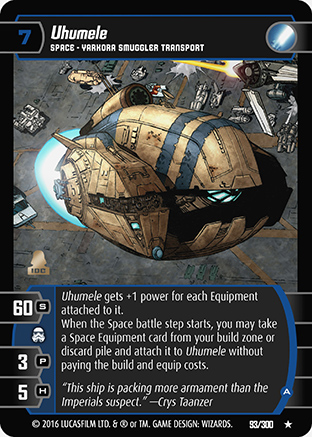 7
Uhumele
SPACE - YARKORA SMUGGLER TRANSPORT
IDC
60 S
3 P
5 H
Uhumele gets +1 power for each Equipment
attached to it.
When the Space battle step starts, you may take
a Space Equipment card from your build zone or
discard pile and attach it to Uhumele without
paying the build and equip costs.
"This ship is packing more armament than the
Imperials suspect." —Crys Taanzer
A
© 2016 LUCASFILM LTD. & ® OR TM. GAME DESIGN: WIZARDS.
93/300 ★